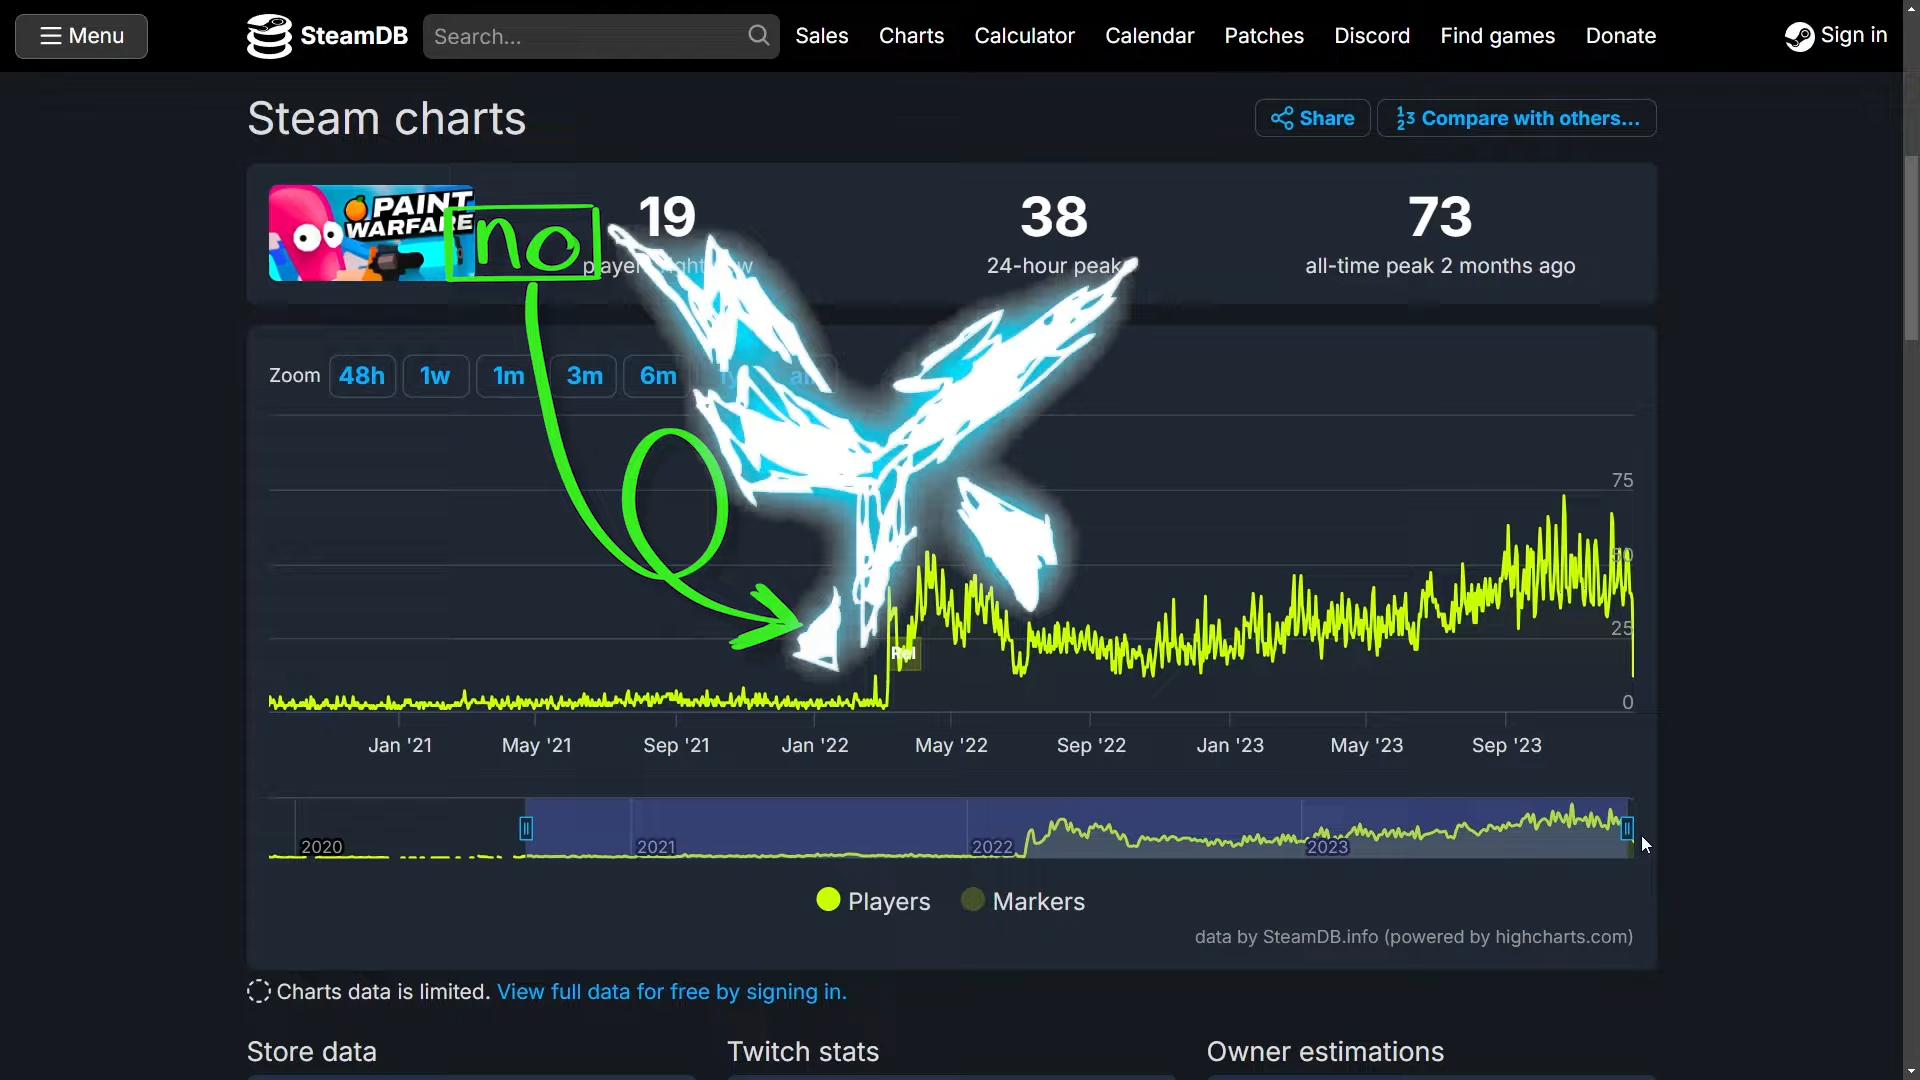 Menu
SteamDB
Search...
Sales
Charts
Calculator
Calendar
Patches
Discord
Find games
Donate
Sign in
Steam charts
Share
Compare with others...
PAINT
WARFARE
no
19
38
24-hour peak
73
all-time peak 2 months ago
Zoom
48h
1w
1m
3m
6m
75
50
25
0
Rel
Jan '21
May '21
Sep '21
Jan '22
May '22
Sep '22
Jan '23
May '23
Sep '23
2020
2021
2022
2023
Players
Markers
data by SteamDB.info (powered by highcharts.com)
Charts data is limited. View full data for free by signing in.
Store data
Twitch stats
Owner estimations